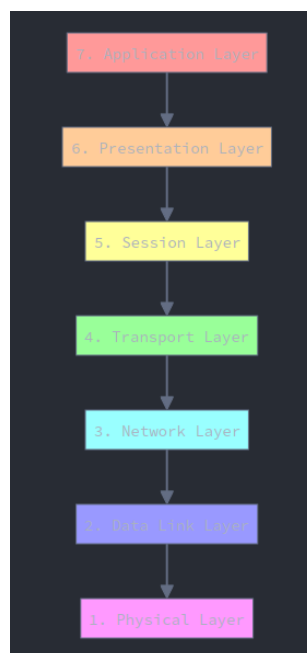 7. Application Layer
6. Presentation Layer
5. Session Layer
4. Transport Layer
3. Network Layer
2. Data Link Layer
1. Physical Layer